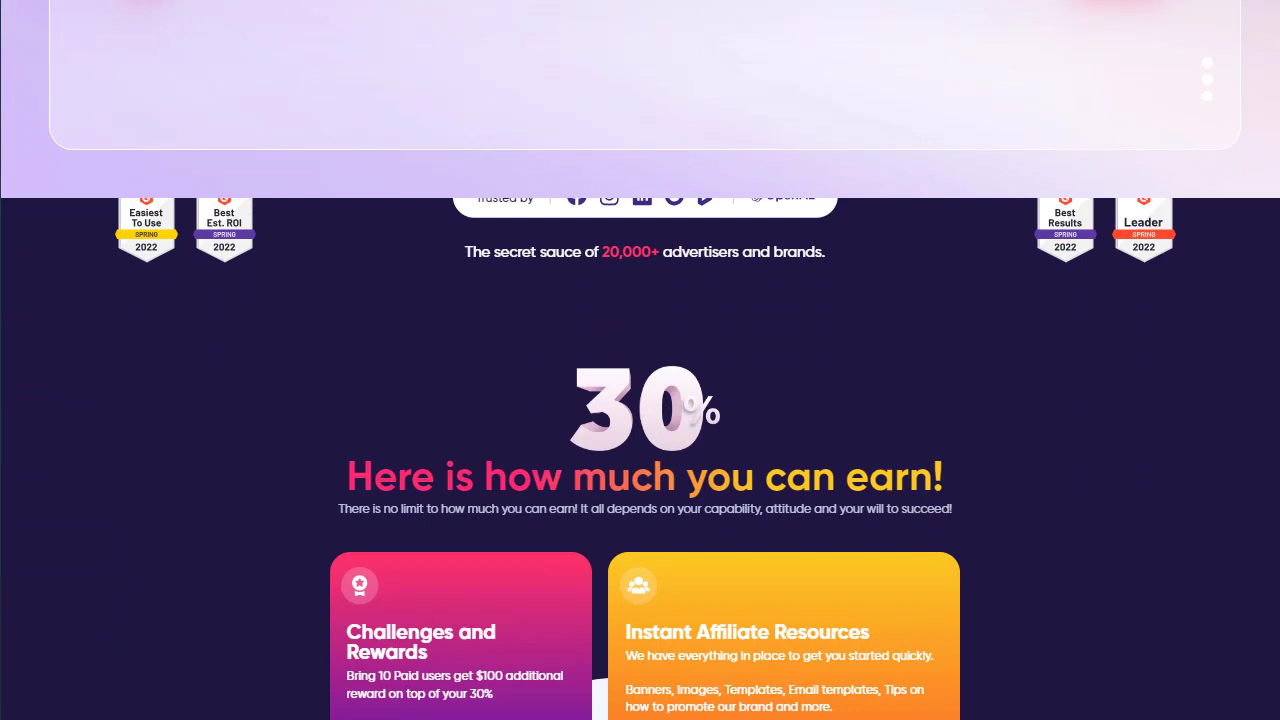 Trusted by
OpenAI
Easiest
To Use
SPRING
2022
Best
Est. ROI
SPRING
2022
Best
Results
SPRING
2022
Leader
SPRING
2022
The secret sauce of 20,000+ advertisers and brands.
30%
Here is how much you can earn!
There is no limit to how much you can earn! It all depends on your capability, attitude and your will to succeed!
Challenges and
Rewards
Bring 10 Paid users get $100 additional
reward on top of your 30%
Instant Affiliate Resources
We have everything in place to get you started quickly.
Banners, Images, Templates, Email templates, Tips on
how to promote our brand and more.